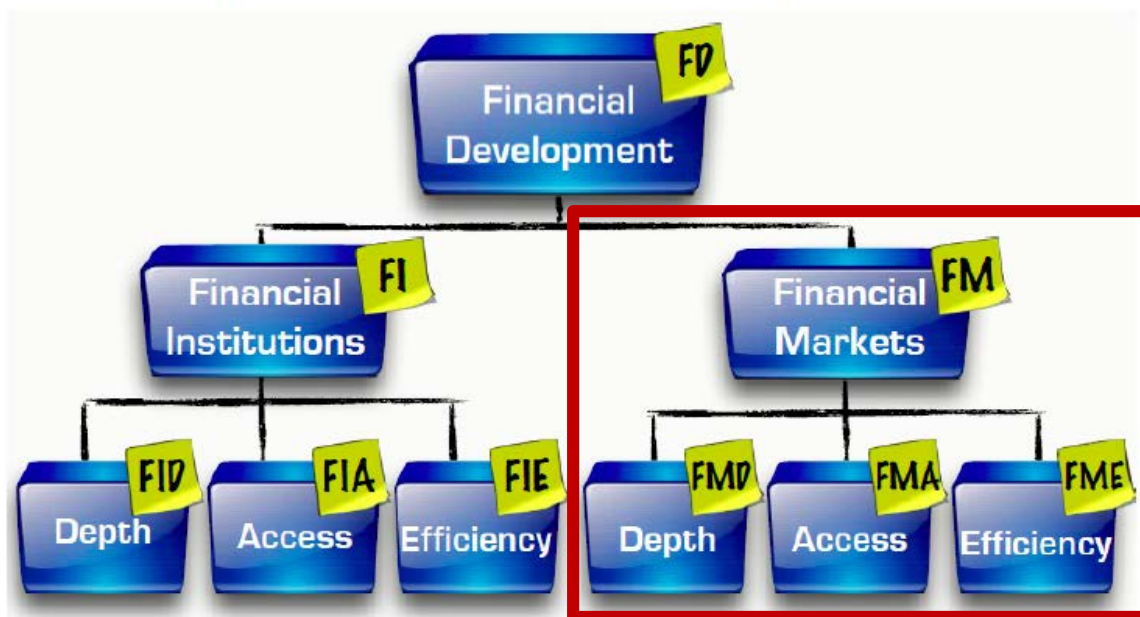 FD
Financial
Development
FI
Financial
Institutions
FM
Financial
Markets
FID
Depth
FIA
Access
FIE
Efficiency
FMD
Depth
FMA
Access
FME
Efficiency